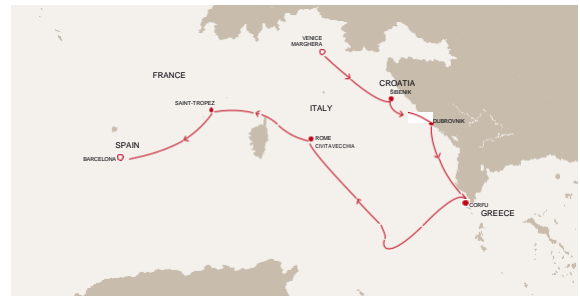 VENICE
MARGHERA
CROATIA
ŠIBENIK
FRANCE
SAINT-TROPEZ
ITALY
DUBROVNIK
ROME
CIVITAVECCHIA
SPAIN
BARCELONA
CORFU
GREECE